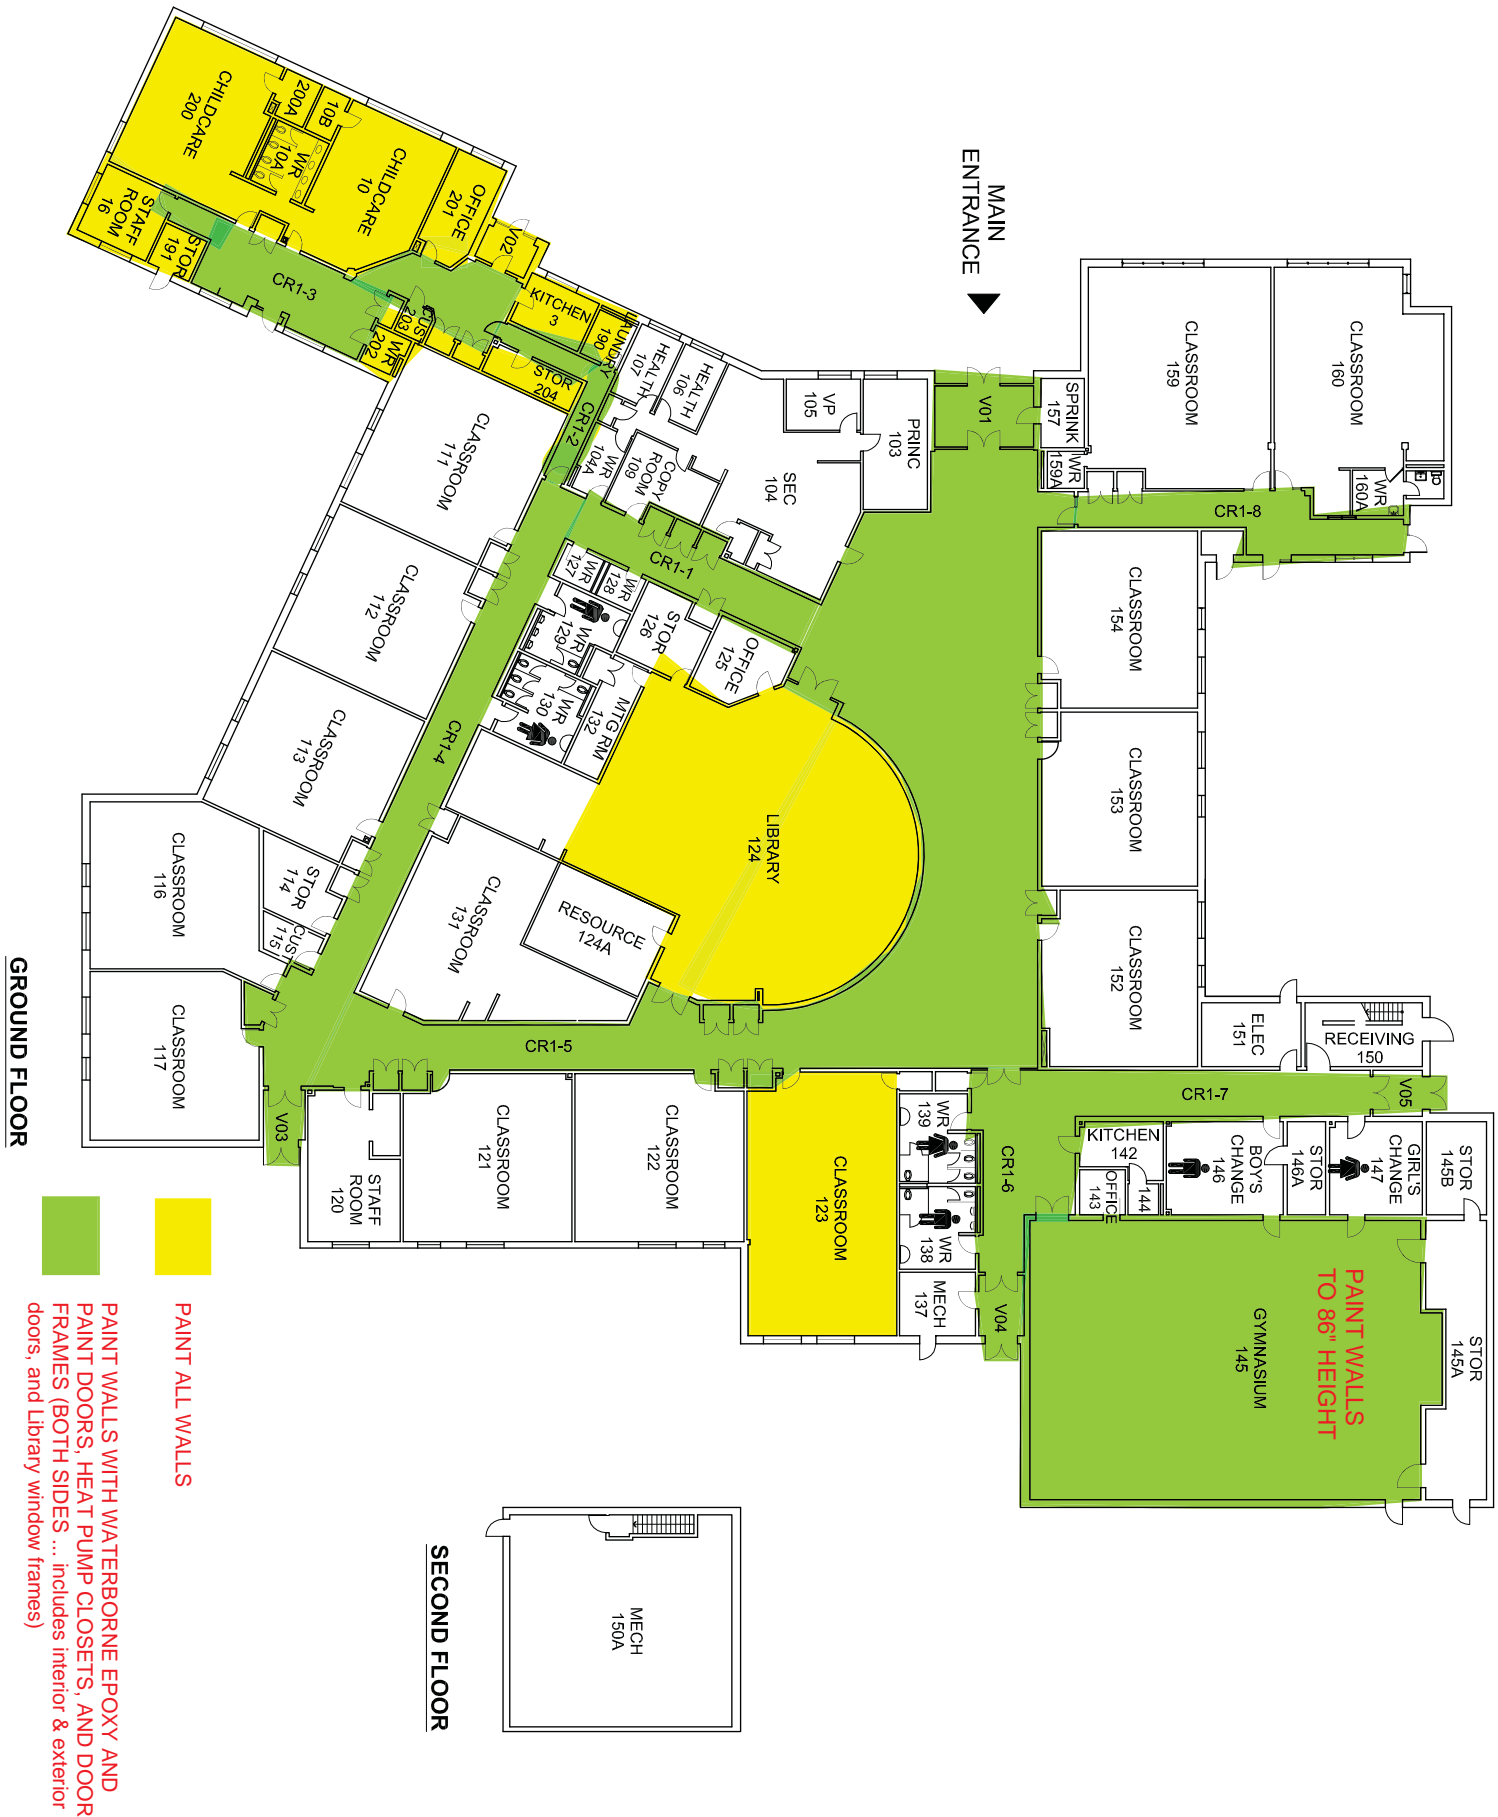 MAIN
ENTRANCE
CHILDCARE
200
200A
10B
WR
10A
CHILDCARE
10
OFFICE
201
V02
STAFF
ROOM
16
STOR
191
CR1-3
KITCHEN
3
LAUNDRY
190
CUS
203
WR
202
STOR
204
CR1-2
HEALTH
107
HEALTH
106
VP
105
PRINC
103
SEC
104
WR
104A
COPY
ROOM
109
V01
SPRINK
157
WR
159A
CLASSROOM
159
CLASSROOM
160
WR
160A
CR1-8
CR1-1
CLASSROOM
111
CLASSROOM
112
CLASSROOM
113
CR1-4
WR
127
WR
128
WR
129
WR
130
STOR
126
OFFICE
125
MTG RM
132
LIBRARY
124
RESOURCE
124A
CLASSROOM
131
CLASSROOM
154
CLASSROOM
153
CLASSROOM
152
ELEC
151
RECEIVING
150
STOR
114
CUST
115
CLASSROOM
116
CLASSROOM
117
V03
CR1-5
STAFF
ROOM
120
CLASSROOM
121
CLASSROOM
122
CLASSROOM
123
WR
139
WR
138
MECH
137
V04
CR1-6
CR1-7
V05
KITCHEN
142
OFFICE
143
144
BOY'S
CHANGE
146
STOR
146A
GIRL'S
CHANGE
147
STOR
145B
STOR
145A
GYMNASIUM
145
PAINT WALLS
TO 86" HEIGHT
GROUND FLOOR
MECH
150A
SECOND FLOOR
PAINT ALL WALLS
PAINT WALLS WITH WATERBORNE EPOXY AND
PAINT DOORS, HEAT PUMP CLOSETS, AND DOOR
FRAMES (BOTH SIDES ... includes interior & exterior
doors, and Library window frames)